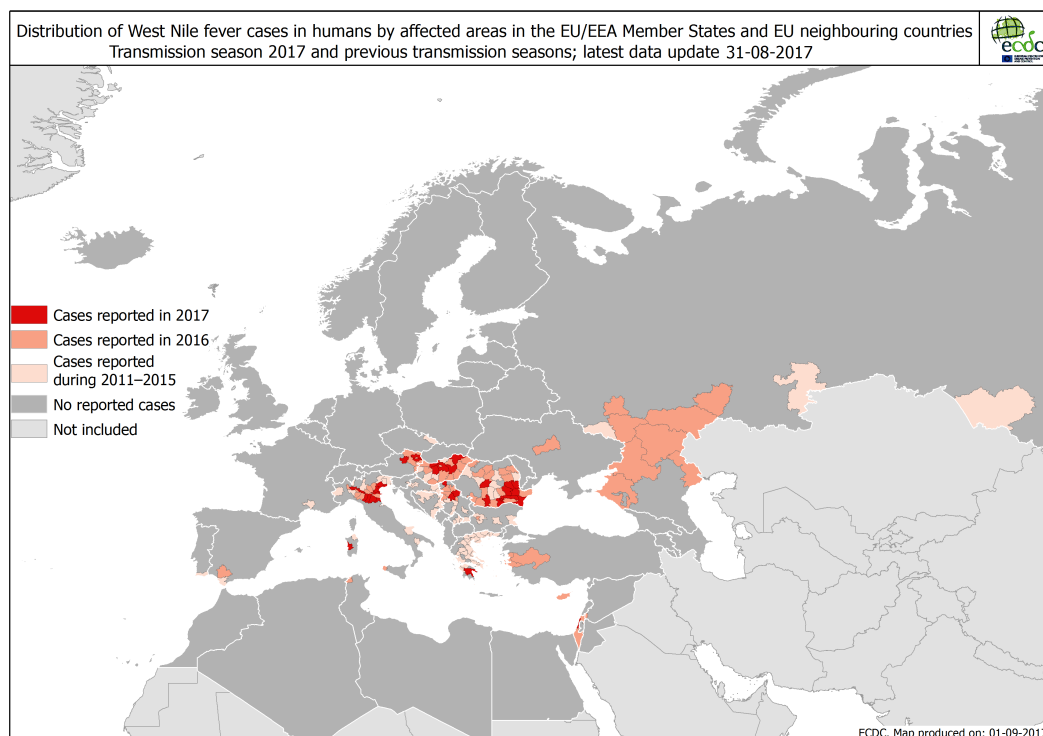 Distribution of West Nile fever cases in humans by affected areas in the EU/EEA Member States and EU neighbouring countries
Transmission season 2017 and previous transmission seasons; latest data update 31-08-2017
ecdc
Cases reported in 2017
Cases reported in 2016
Cases reported
during 2011–2015
No reported cases
Not included
ECDC. Map produced on: 01-09-2017